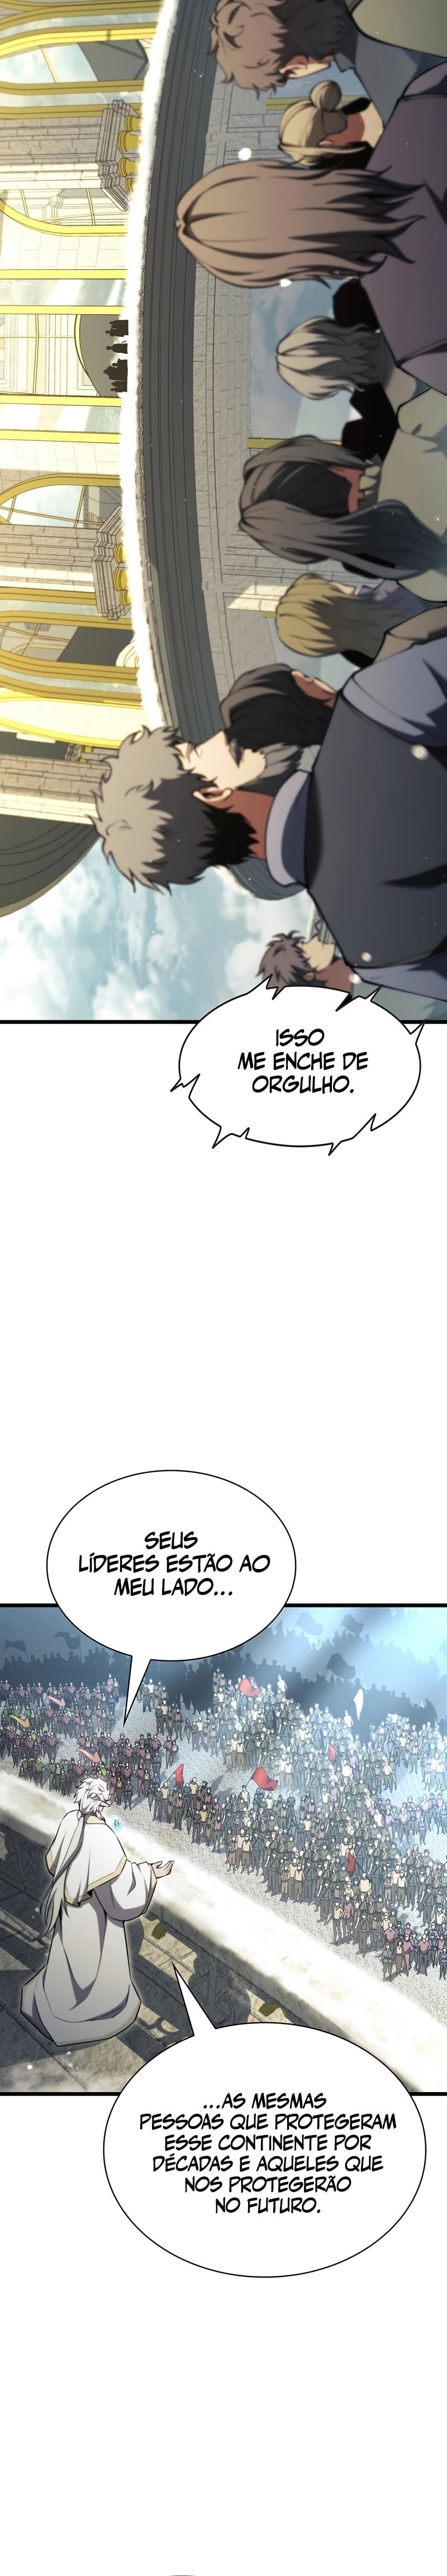 ISSO
ME ENCHE DE
ORGULHO.
SEUS
LÍDERES ESTÃO AO
MEU LADO...
...AS MESMAS
PESSOAS QUE PROTEGERAM
ESSE CONTINENTE POR
DÉCADAS E AQUELES QUE
NOS PROTEGERÃO
NO FUTURO.